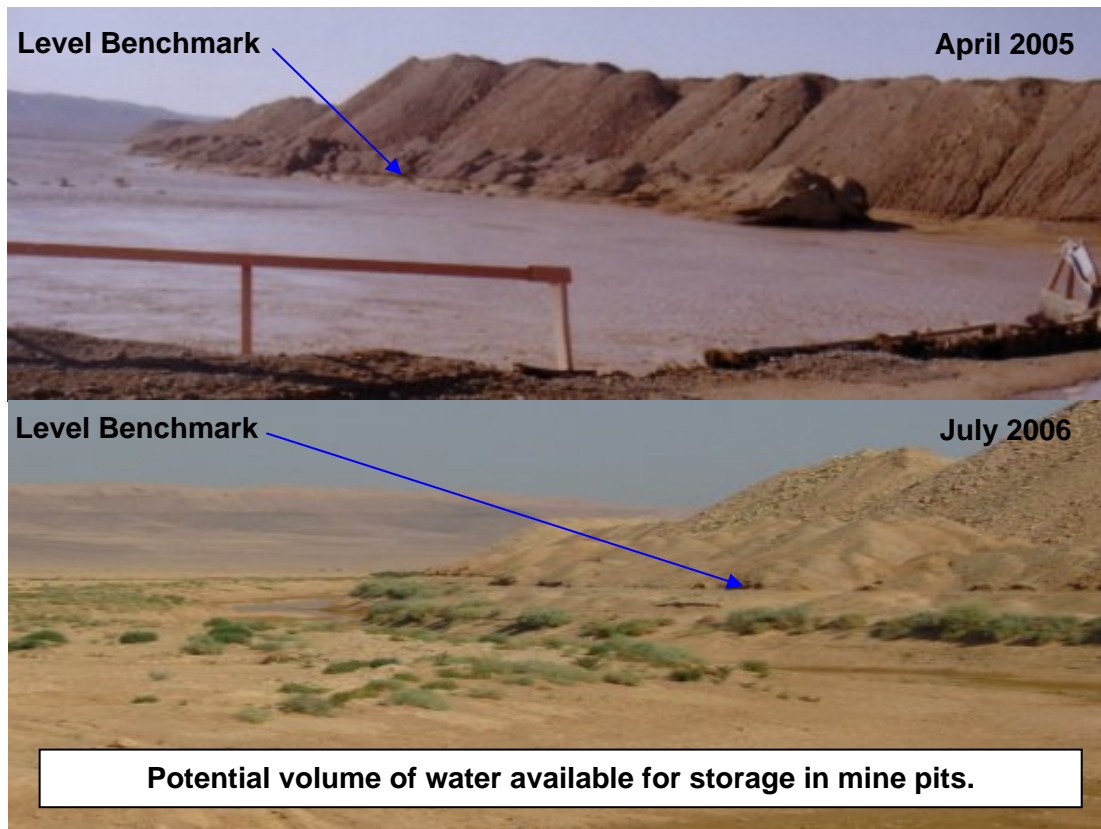 Level Benchmark
April 2005
Level Benchmark
July 2006
Potential volume of water available for storage in mine pits.